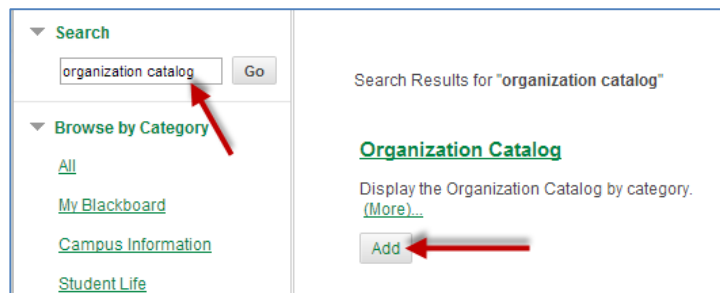 Search
organization catalog Go
Browse by Category
All
My Blackboard
Campus Information
Student Life
Search Results for "organization catalog"
Organization Catalog
Display the Organization Catalog by category.
(More)...
Add